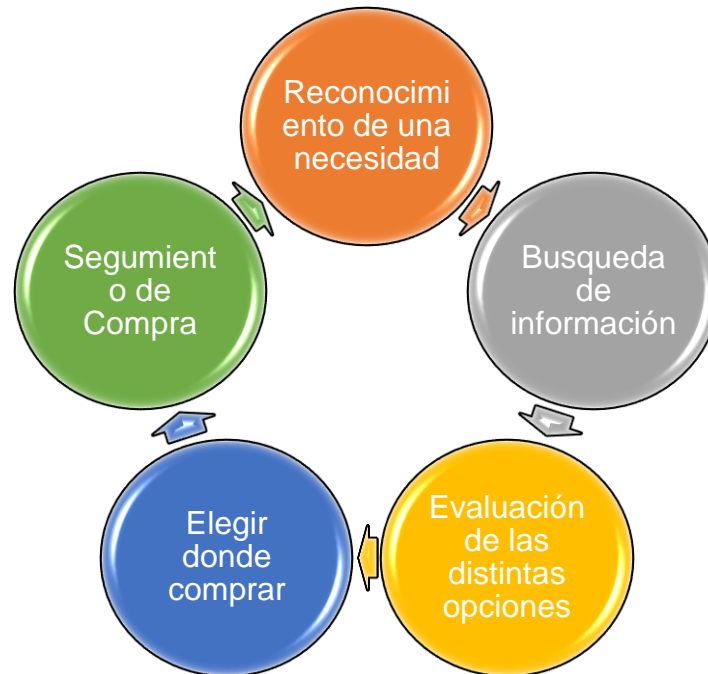 Reconocimi
ento de una
necesidad
Busqueda
de
información
Evaluación
de las
distintas
opciones
Elegir
donde
comprar
Segumient
o de
Compra